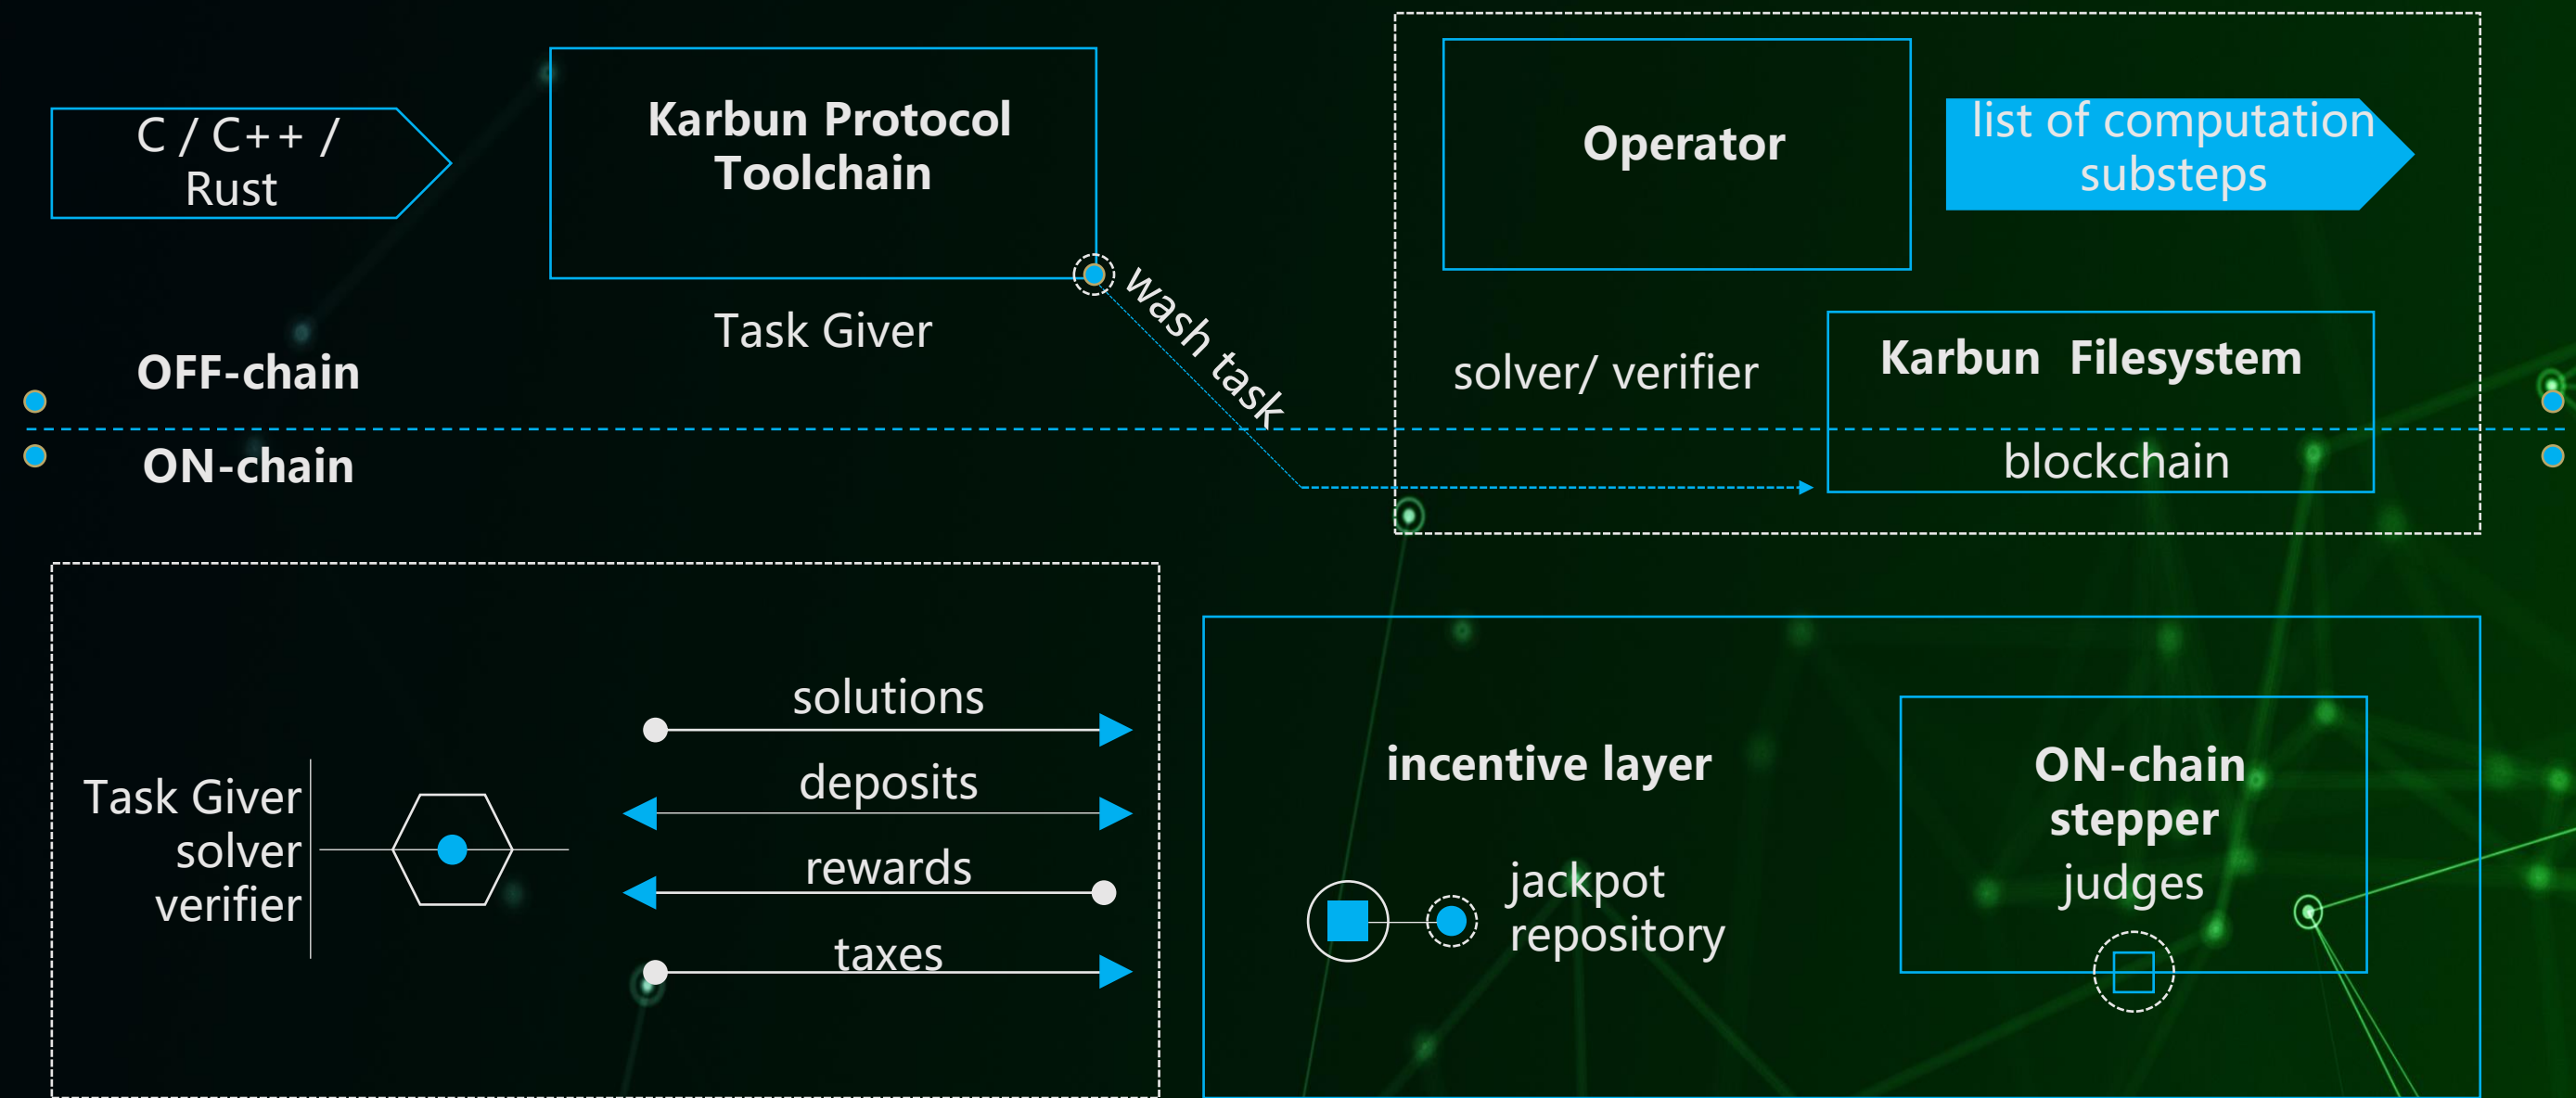 C / C++ /
Rust
Karbun Protocol
Toolchain
Task Giver
wash task
Operator
list of computation
substeps
solver/ verifier
Karbun Filesystem
blockchain
OFF-chain
ON-chain
Task Giver
solver
verifier
solutions
deposits
rewards
taxes
incentive layer
jackpot
repository
ON-chain
stepper
judges